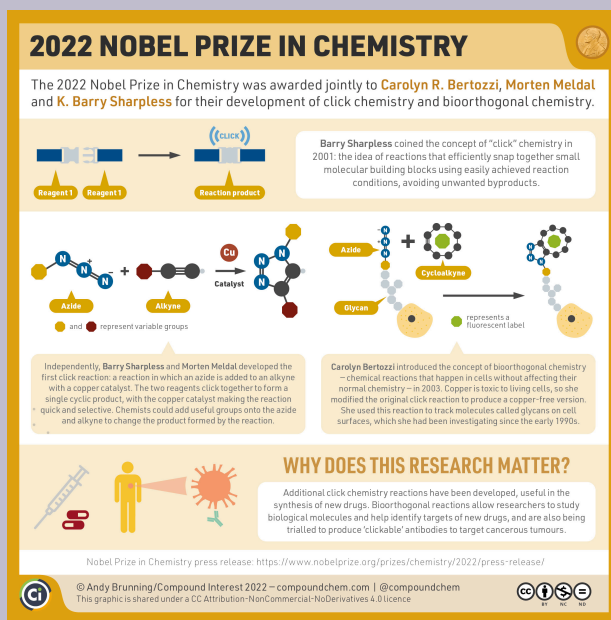 2022 NOBEL PRIZE IN CHEMISTRY
The 2022 Nobel Prize in Chemistry was awarded jointly to Carolyn R. Bertozzi, Morten Meldal
and K. Barry Sharpless for their development of click chemistry and bioorthogonal chemistry.
CLICK
Reagent 1
Reagent 1
Reaction product
Barry Sharpless coined the concept of “click” chemistry in
2001: the idea of reactions that efficiently snap together small
molecular building blocks using easily achieved reaction
conditions, avoiding unwanted byproducts.
N
N
+
N
–
Azide
+
Alkyne
Cu
Catalyst
N
N
N
and
represent variable groups
N
N
N
Azide
+
Cycloalkyne
Glycan
N
N
N
represents a
fluorescent label
Independently, Barry Sharpless and Morten Meldal developed the
first click reaction: a reaction in which an azide is added to an alkyne
with a copper catalyst. The two reagents click together to form a
single cyclic product, with the copper catalyst making the reaction
quick and selective. Chemists could add useful groups onto the azide
and alkyne to change the product formed by the reaction.
Carolyn Bertozzi introduced the concept of bioorthogonal chemistry
– chemical reactions that happen in cells without affecting their
normal chemistry – in 2003. Copper is toxic to living cells, so she
modified the original click reaction to produce a copper-free version.
She used this reaction to track molecules called glycans on cell
surfaces, which she had been investigating since the early 1990s.
WHY DOES THIS RESEARCH MATTER?
Additional click chemistry reactions have been developed, useful in the
synthesis of new drugs. Bioorthogonal reactions allow researchers to study
biological molecules and help identify targets of new drugs, and are also being
trialled to produce ‘clickable’ antibodies to target cancerous tumours.
Nobel Prize in Chemistry press release: https://www.nobelprize.org/prizes/chemistry/2022/press-release/
Ci
© Andy Brunning/Compound Interest 2022 – compoundchem.com | @compoundchem
This graphic is shared under a CC Attribution-NonCommercial-NoDerivatives 4.0 licence
CC
BY
NC
ND